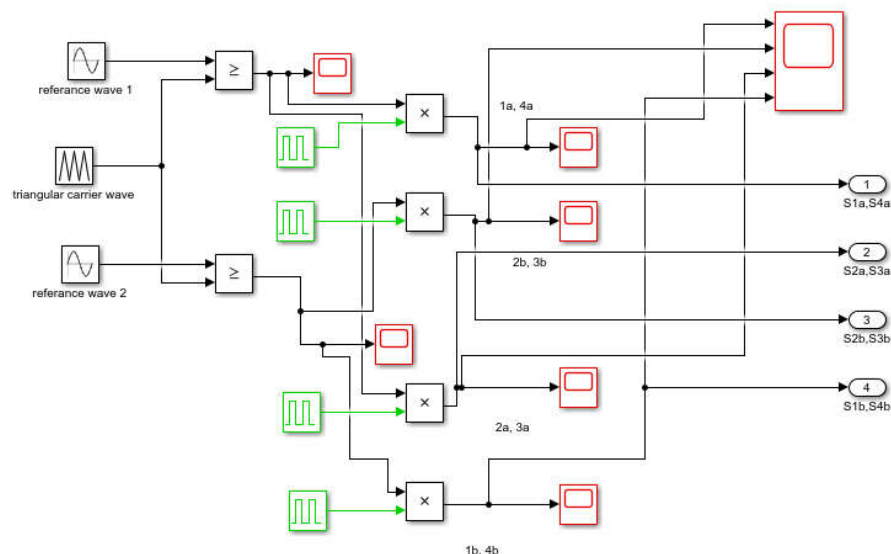 referance wave 1
≥
×
1a, 4a
triangular carrier wave
1
S1a,S4a
×
referance wave 2
≥
2b, 3b
2
S2a,S3a
3
S2b,S3b
×
2a, 3a
4
S1b,S4b
×
1b, 4b